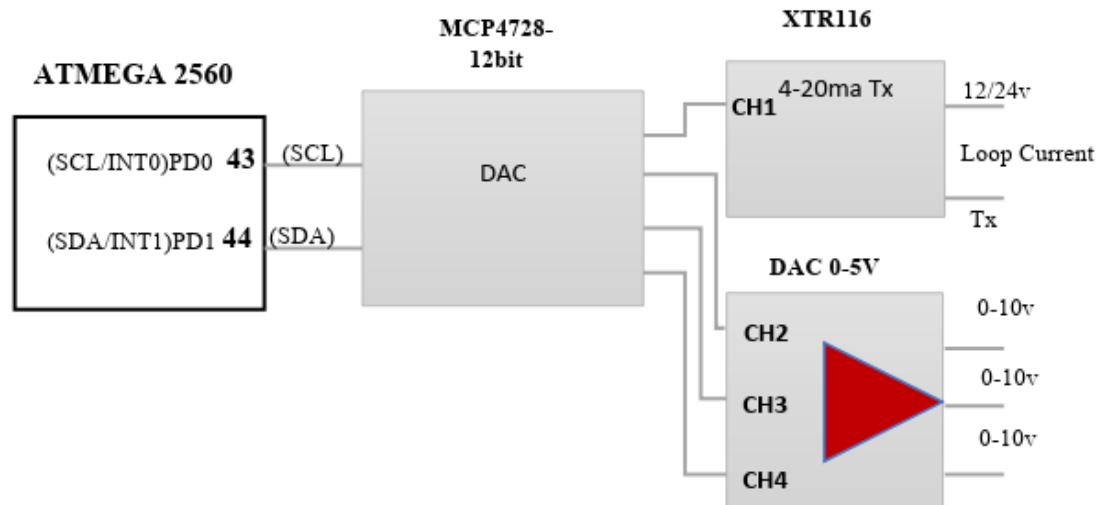 ATMEGA 2560
(SCL/INT0)PD0 43
(SDA/INT1)PD1 44
(SCL)
(SDA)
MCP4728-
12bit
DAC
XTR116
4-20ma Tx
CH1
12/24v
Loop Current
Tx
DAC 0-5V
CH2
CH3
CH4
0-10v
0-10v
0-10v